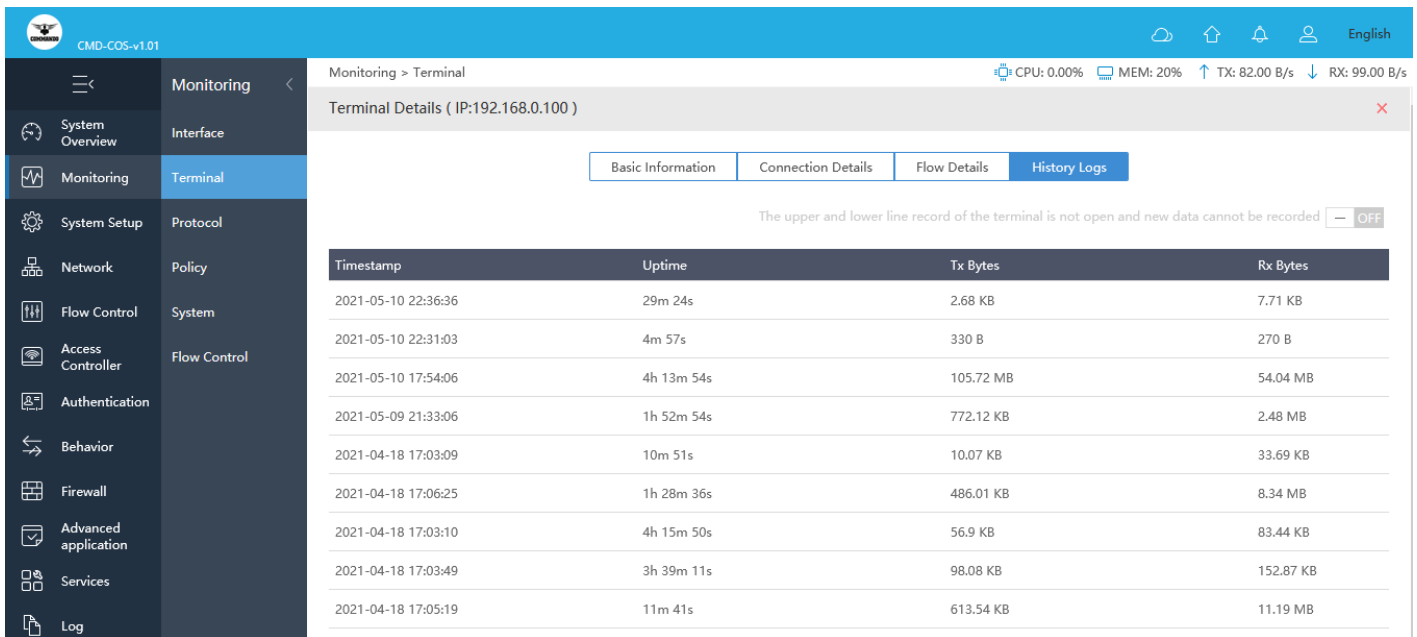 COMMANDO
CMD-COS-v1.01
English
Monitoring
Monitoring > Terminal
CPU: 0.00% MEM: 20% TX: 82.00 B/s RX: 99.00 B/s
Terminal Details ( IP:192.168.0.100 )
System
Overview
Monitoring
System Setup
Network
Flow Control
Access
Controller
Authentication
Behavior
Firewall
Advanced
application
Services
Log
Interface
Terminal
Protocol
Policy
System
Flow Control
Basic Information Connection Details Flow Details History Logs
The upper and lower line record of the terminal is not open and new data cannot be recorded OFF
Timestamp Uptime Tx Bytes Rx Bytes
2021-05-10 22:36:36 29m 24s 2.68 KB 7.71 KB
2021-05-10 22:31:03 4m 57s 330 B 270 B
2021-05-10 17:54:06 4h 13m 54s 105.72 MB 54.04 MB
2021-05-09 21:33:06 1h 52m 54s 772.12 KB 2.48 MB
2021-04-18 17:03:09 10m 51s 10.07 KB 33.69 KB
2021-04-18 17:06:25 1h 28m 36s 486.01 KB 8.34 MB
2021-04-18 17:03:10 4h 15m 50s 56.9 KB 83.44 KB
2021-04-18 17:03:49 3h 39m 11s 98.08 KB 152.87 KB
2021-04-18 17:05:19 11m 41s 613.54 KB 11.19 MB